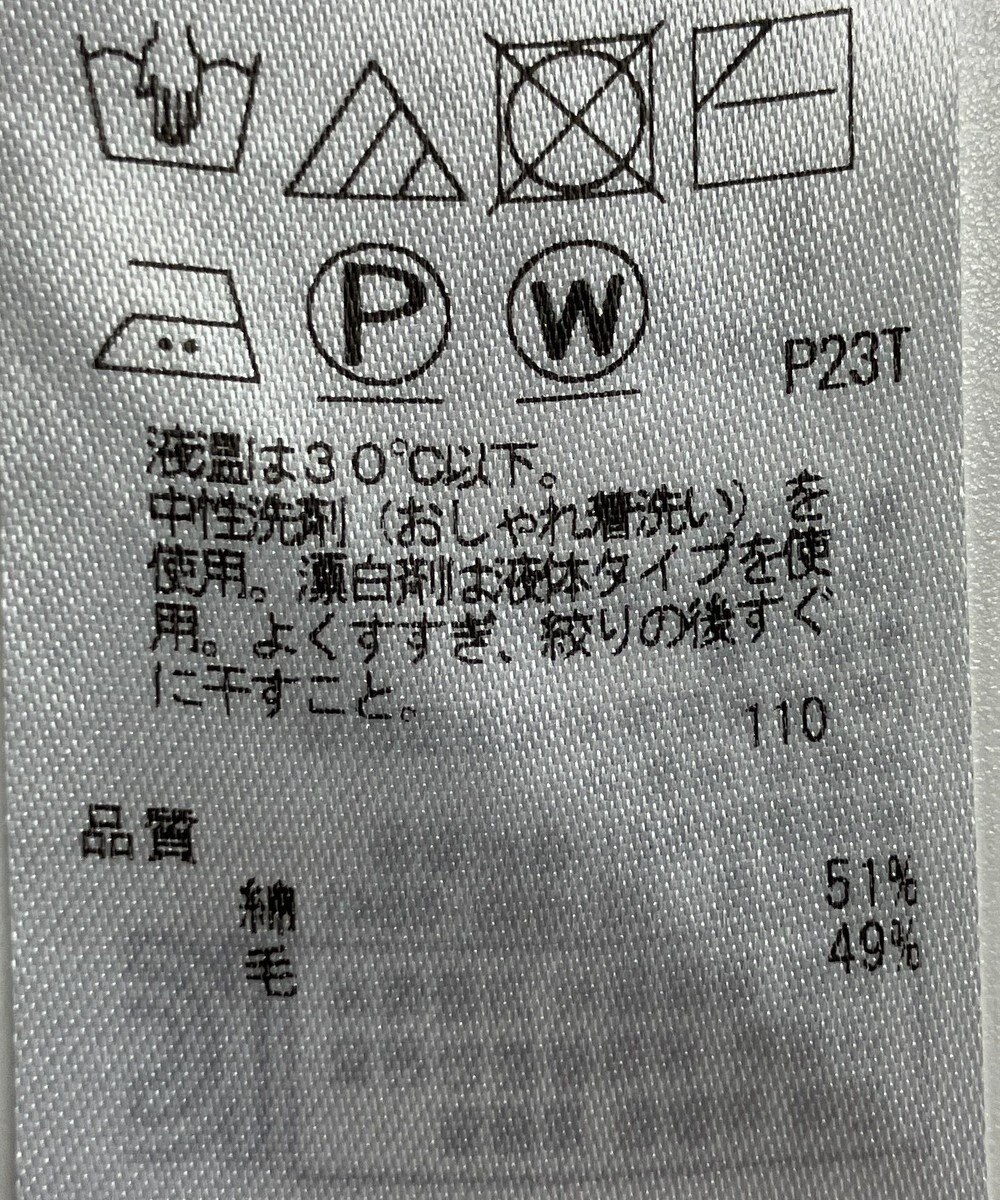 P
W
P23T
液温は30℃以下。
中性洗剤(おしゃれ着洗い)を
使用。漂白剤は液体タイプを使
用。よくすすぎ、絞りの後すぐ
に干すこと。
110
品質
綿 51%
毛 49%